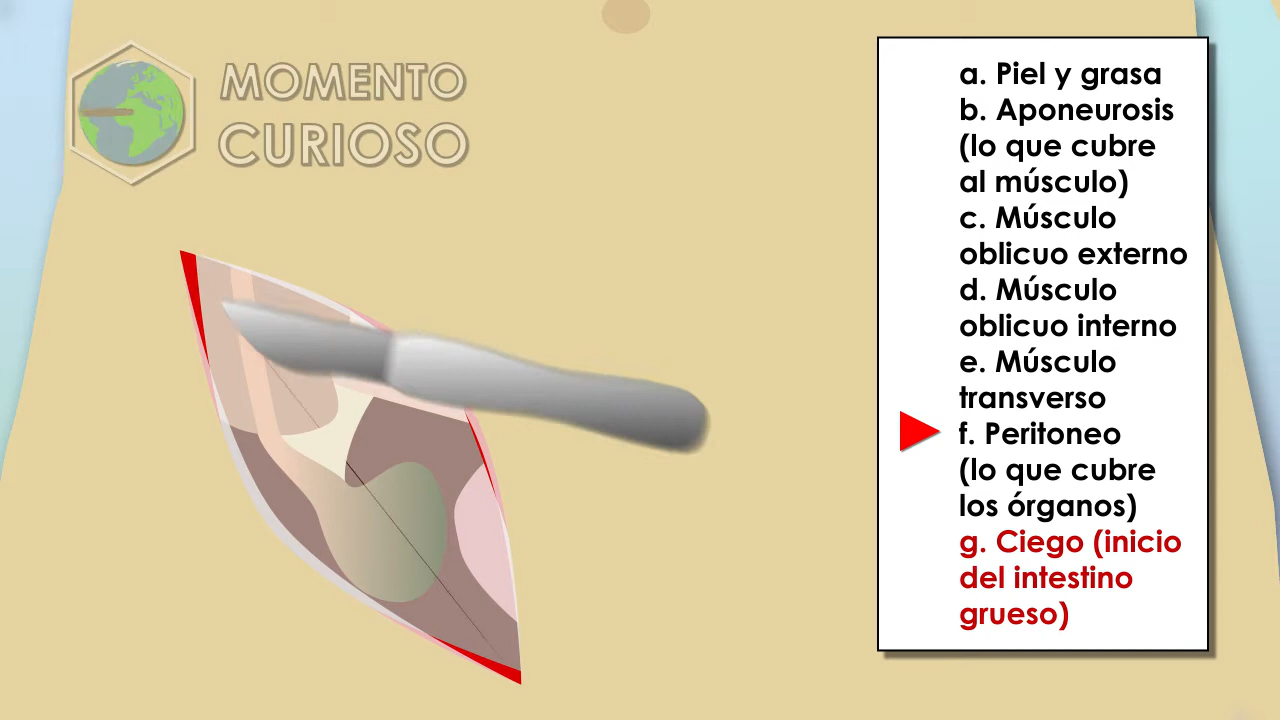 MOMENTO
CURIOSO
a. Piel y grasa
b. Aponeurosis
(lo que cubre
al músculo)
c. Músculo
oblicuo externo
d. Músculo
oblicuo interno
e. Músculo
transverso
f. Peritoneo
(lo que cubre
los órganos)
g. Ciego (inicio
del intestino
grueso)